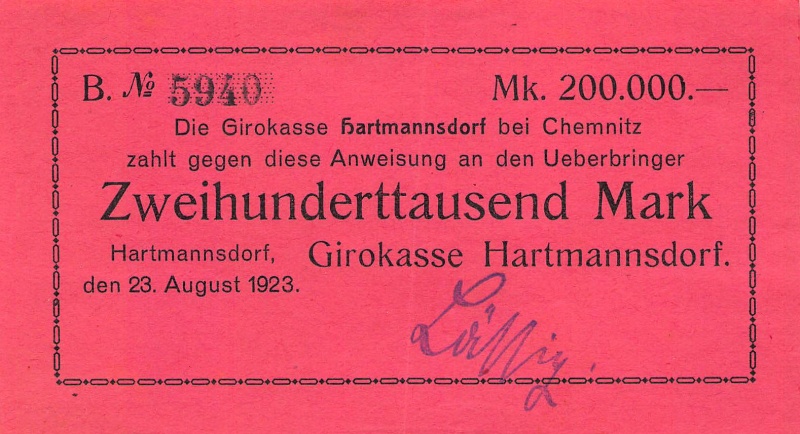 B. № 5940 Mk. 200.000.—
Die Girokasse Hartmannsdorf bei Chemnitz
zahlt gegen diese Anweisung an den Ueberbringer
Zweihunderttausend Mark
Hartmannsdorf, Girokasse Hartmannsdorf.
den 23. August 1923.
Lässig.